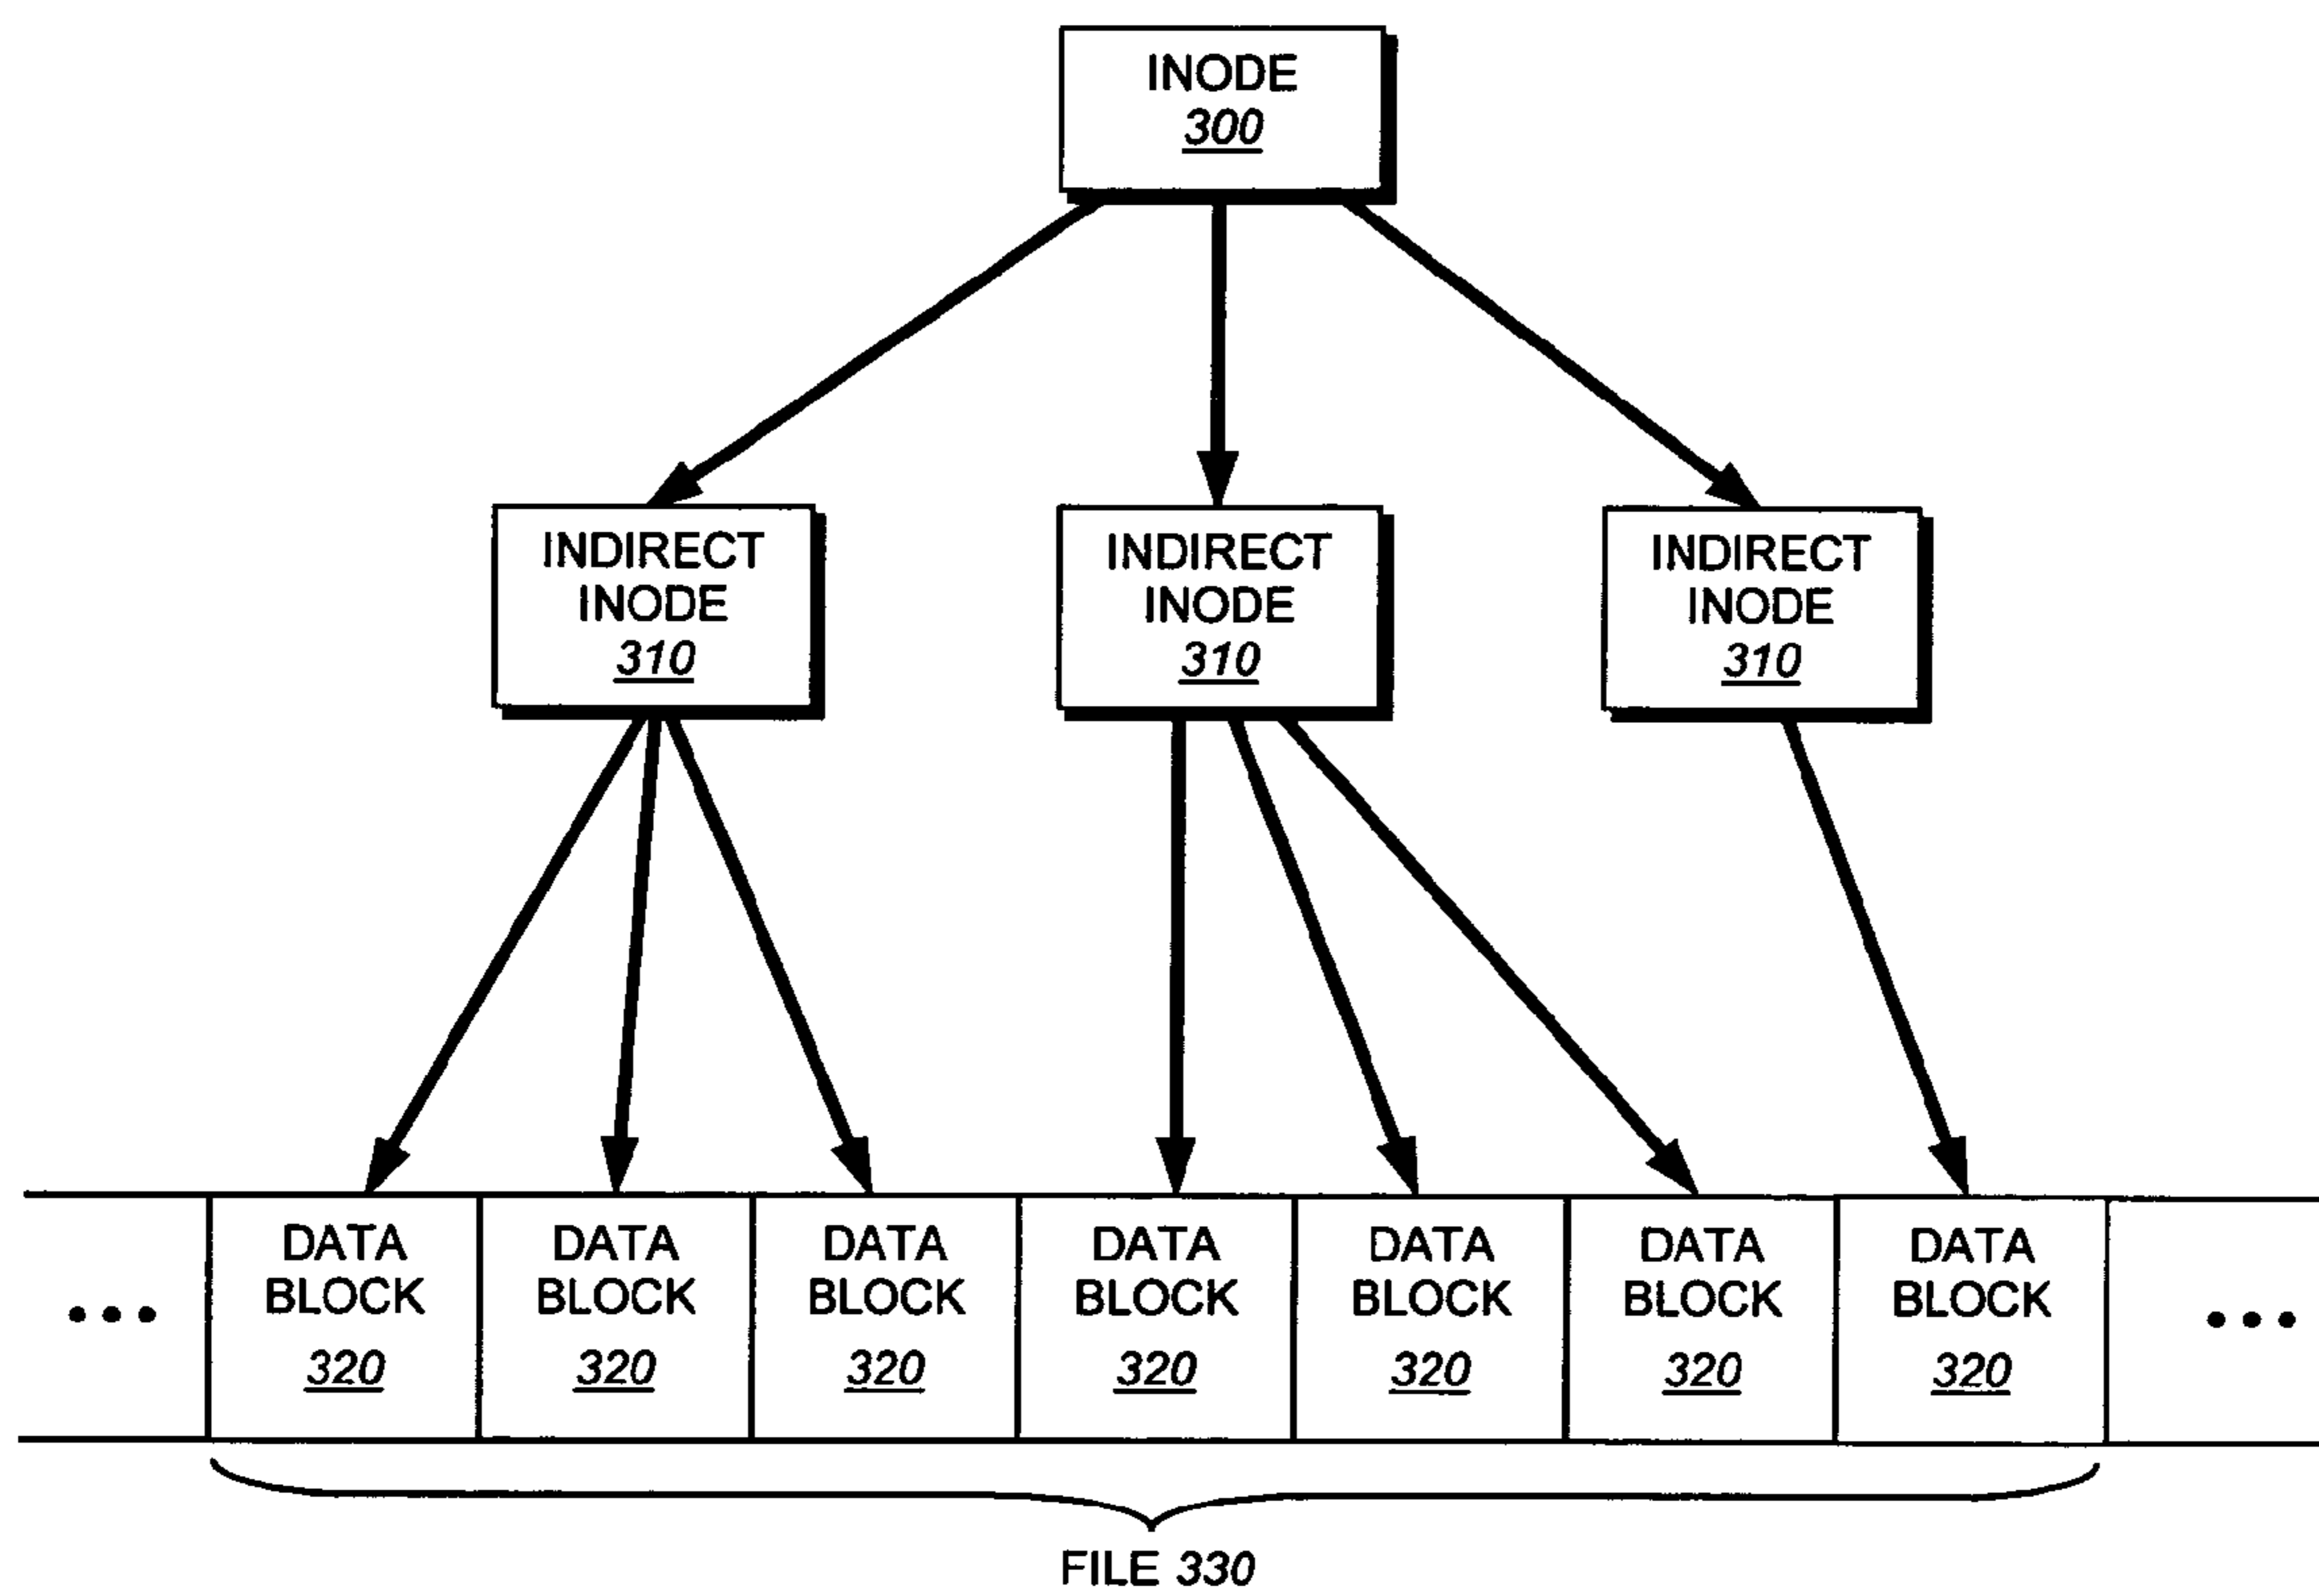 INODE
300
INDIRECT
INODE
310
INDIRECT
INODE
310
INDIRECT
INODE
310
DATA
BLOCK
320
DATA
BLOCK
320
DATA
BLOCK
320
DATA
BLOCK
320
DATA
BLOCK
320
DATA
BLOCK
320
DATA
BLOCK
320
• • •
• • •
FILE 330